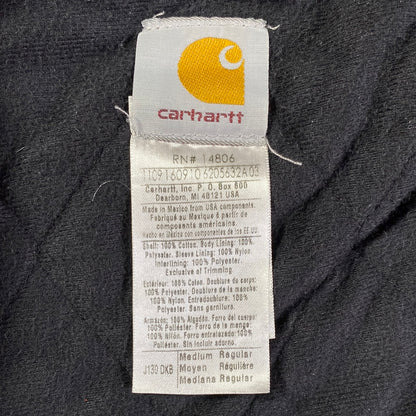 carhartt
RN# 14806
1109160910 6205632A 03
Carhartt, Inc. P. O. Box 600
Dearborn, MI 48121 USA
Made in Mexico from USA components.
Fabriqué a Mexique á partir de
composants américains.
Hecho en México con componentes de los EE UU
Shell: 100% Cotton. Body Lining: 100%
Polyester. Sleeve Lining: 100% Nylon.
Interlining: 100% Polyester.
Exclusive of Trimming.
Extérieur: 100% Coton. Doublure du Corps: 100%
Polyester. Doublure de la Manche:
100% Nylon. Entredoublure: 100%
Polyester. Sans garniture.
Armazón: 100% Algodón. Forro del cuerpo: 100%
Poliéster. Forro de la manga:
100% Nylon. Forro entrelazado: 100%
Poliéster. Sin Incluir adorno.
J130 DKB
Medium Regular
Moyen Régulière
Mediana Regular